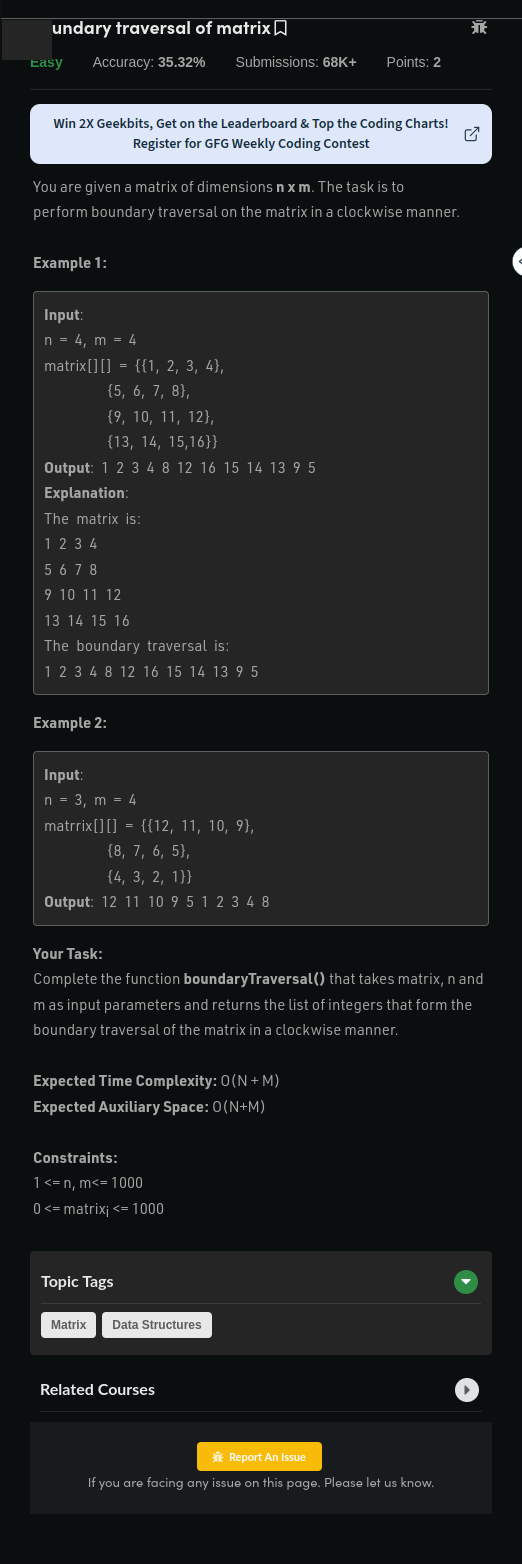 undary traversal of matrix
Easy Accuracy: 35.32% Submissions: 68K+ Points: 2
Win 2X Geekbits, Get on the Leaderboard & Top the Coding Charts!
Register for GFG Weekly Coding Contest
You are given a matrix of dimensions n x m. The task is to
perform boundary traversal on the matrix in a clockwise manner.
Example 1:
Input:
n = 4, m = 4
matrix[][] = {{1, 2, 3, 4},
{5, 6, 7, 8},
{9, 10, 11, 12},
{13, 14, 15,16}}
Output: 1 2 3 4 8 12 16 15 14 13 9 5
Explanation:
The matrix is:
1 2 3 4
5 6 7 8
9 10 11 12
13 14 15 16
The boundary traversal is:
1 2 3 4 8 12 16 15 14 13 9 5
Example 2:
Input:
n = 3, m = 4
matrrix[][] = {{12, 11, 10, 9},
{8, 7, 6, 5},
{4, 3, 2, 1}}
Output: 12 11 10 9 5 1 2 3 4 8
Your Task:
Complete the function boundaryTraversal() that takes matrix, n and
m as input parameters and returns the list of integers that form the
boundary traversal of the matrix in a clockwise manner.
Expected Time Complexity: O(N + M)
Expected Auxiliary Space: O(N+M)
Constraints:
1 <= n, m<= 1000
0 <= matrixᵢ <= 1000
Topic Tags
Matrix Data Structures
Related Courses
Report An Issue
If you are facing any issue on this page. Please let us know.